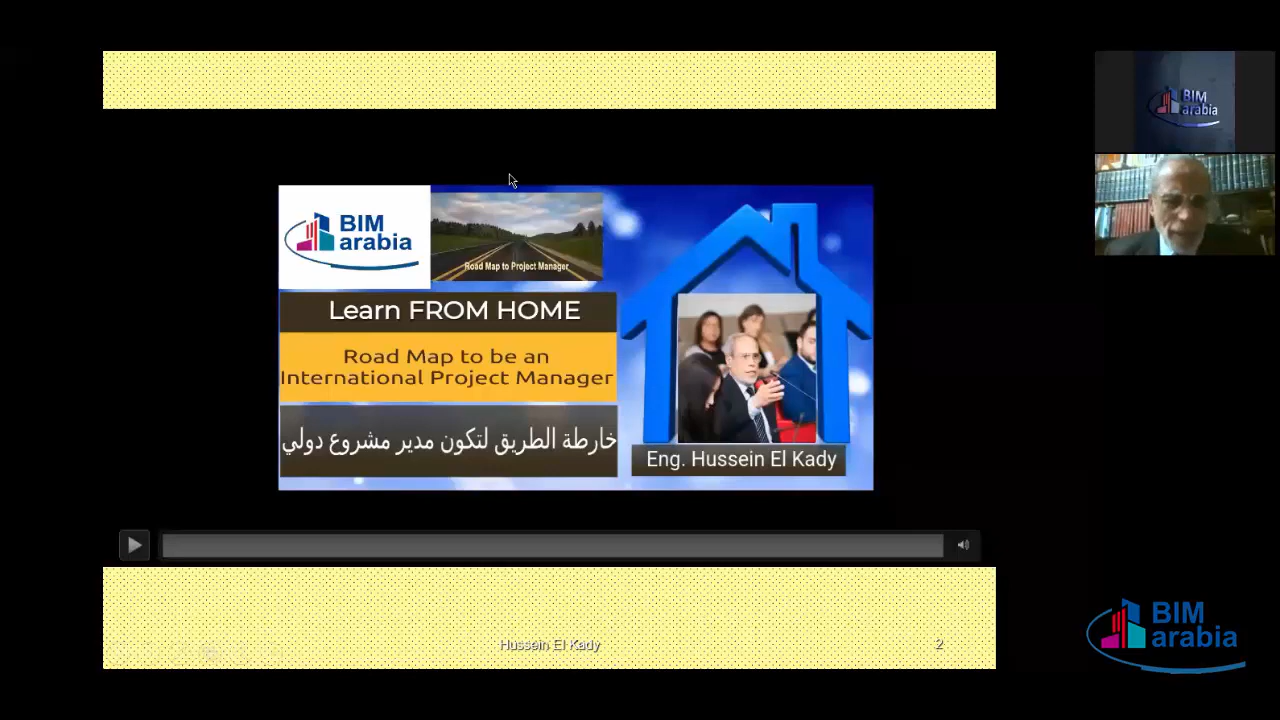 BIM
arabia
Road Map to Project Manager
Learn FROM HOME
Road Map to be an
International Project Manager
خارطة الطريق لتكون مدير مشروع دولي
Eng. Hussein El Kady
Hussein El Kady
2
BIM
arabia
BIM
arabia